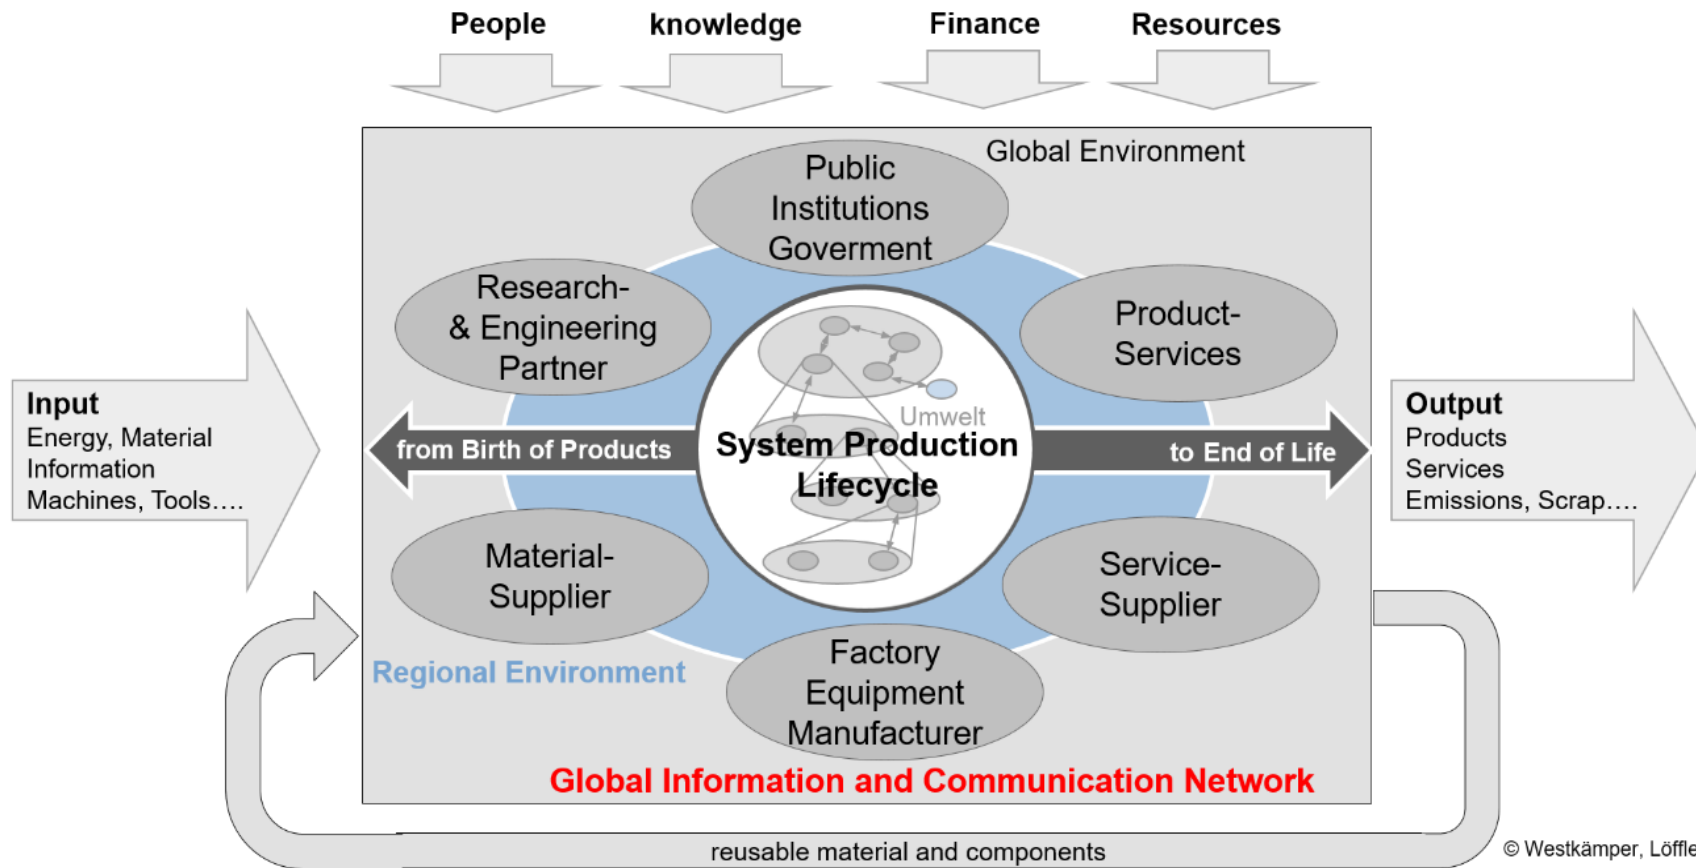 People
knowledge
Finance
Resources
Global Environment
Public
Institutions
Goverment
Research-
& Engineering
Partner
Product-
Services
Input
Energy, Material
Information
Machines, Tools....
from Birth of Products
Umwelt
System Production
Lifecycle
to End of Life
Output
Products
Services
Emissions, Scrap....
Material-
Supplier
Service-
Supplier
Regional Environment
Factory
Equipment
Manufacturer
Global Information and Communication Network
reusable material and components
© Westkämper, Löffle